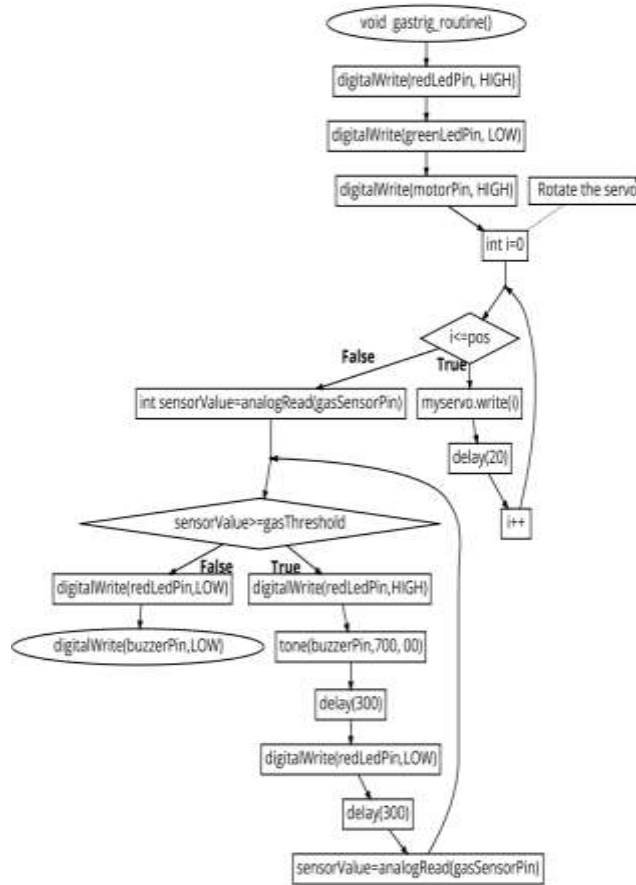 void gastrig_routine()
digitalWrite(redLedPin, HIGH)
digitalWrite(greenLedPin, LOW)
digitalWrite(motorPin, HIGH)
Rotate the servo
int i=0
i<=pos
False
True
int sensorValue=analogRead(gasSensorPin)
myservo.write(i)
delay(20)
i++
sensorValue>=gasThreshold
False
True
digitalWrite(redLedPin,LOW)
digitalWrite(redLedPin,HIGH)
digitalWrite(buzzerPin,LOW)
tone(buzzerPin,700, 00)
delay(300)
digitalWrite(redLedPin,LOW)
delay(300)
sensorValue=analogRead(gasSensorPin)